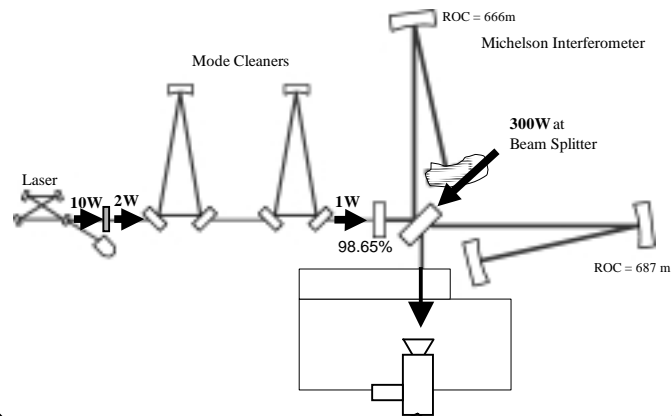 ROC = 666m
Michelson Interferometer
Mode Cleaners
300W at
Beam Splitter
Laser
10W
2W
1W
98.65%
ROC = 687 m